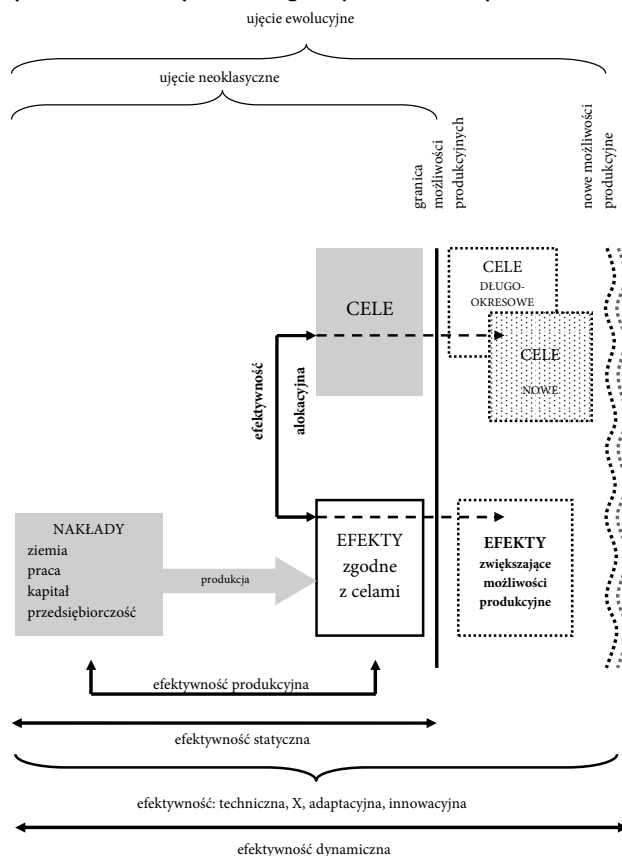 ujęcie ewolucyjne
ujęcie neoklasyczne
granica
możliwości
produkcyjnych
nowe możliwości
produkcyjne
CELE
CELE
DŁUGO-
OKRESOWE
CELE
NOWE
efektywność
alokacyjna
NAKŁADY
ziemia
praca
kapitał
przedsiębiorczość
produkcja
EFEKTY
zgodne
z celami
EFEKTY
zwiększające
możliwości
produkcyjne
efektywność produkcyjna
efektywność statyczna
efektywność: techniczna, X, adaptacyjna, innowacyjna
efektywność dynamiczna